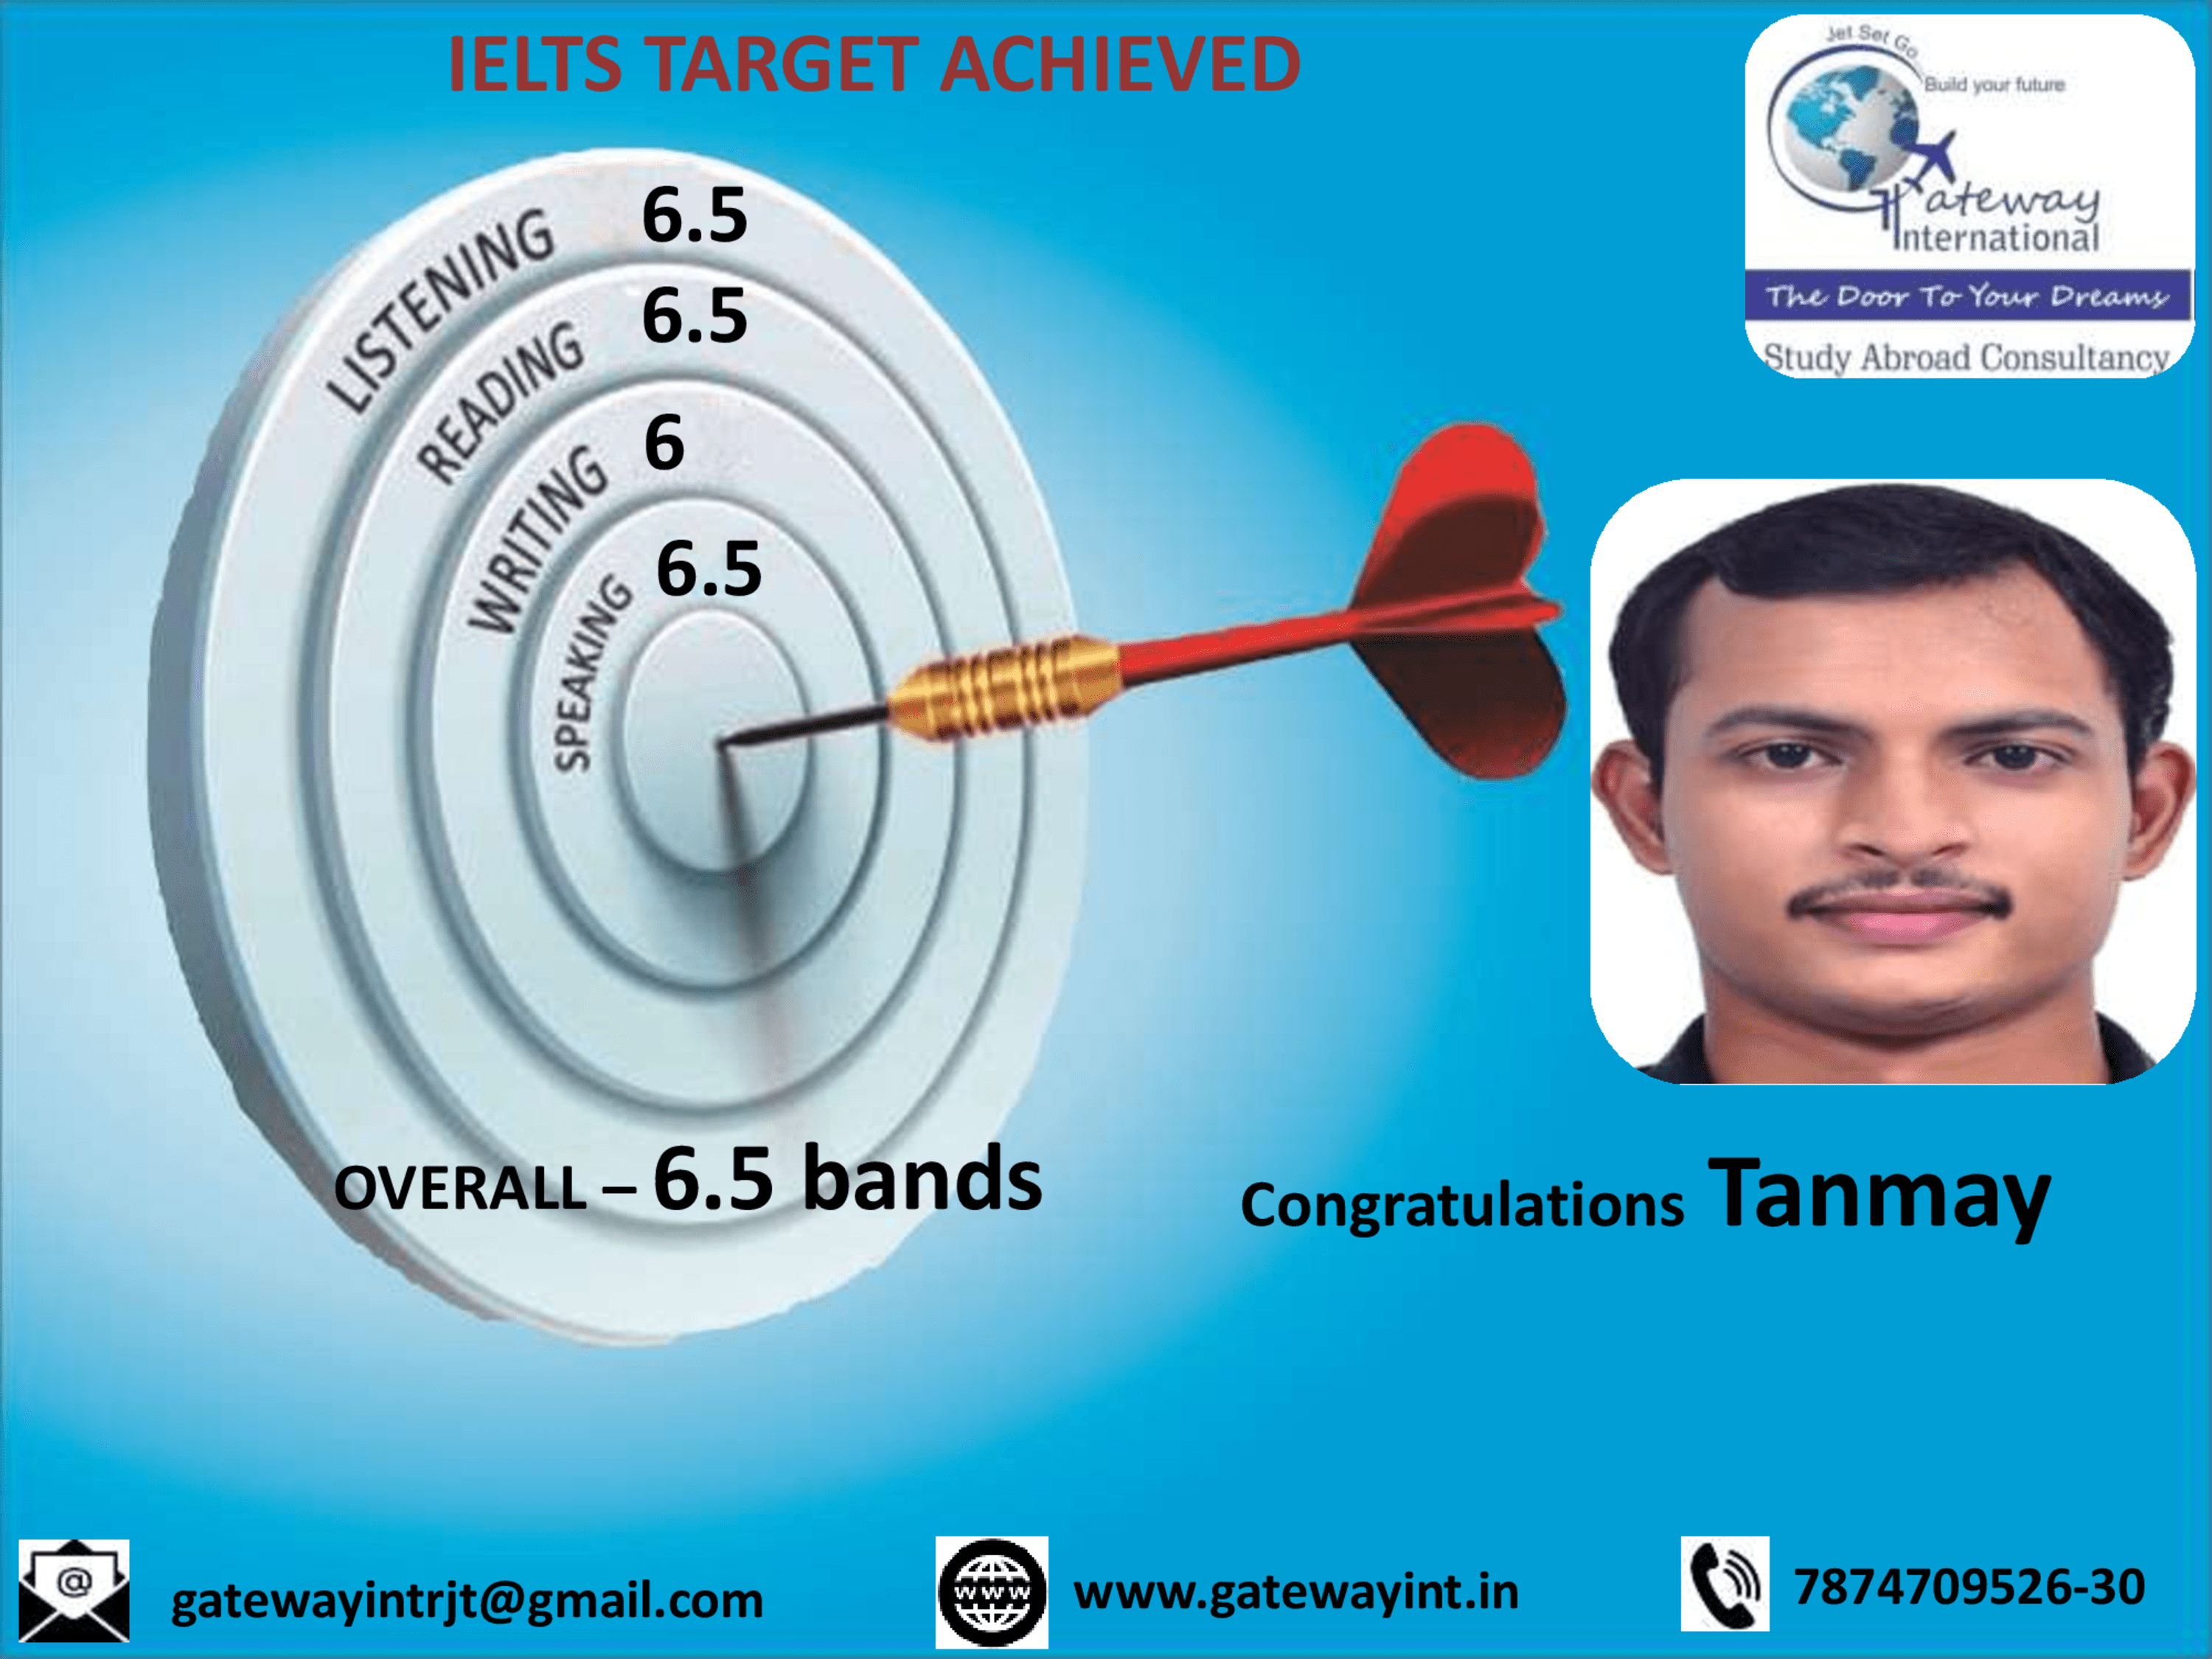 IELTS TARGET ACHIEVED
Jet Set Go
Build your future
Gateway
International
The Door To Your Dreams
Study Abroad Consultancy
LISTENING 6.5
READING 6.5
WRITING 6
SPEAKING 6.5
OVERALL – 6.5 bands
Congratulations Tanmay
@
gatewayintrjt@gmail.com
www
www.gatewayint.in
7874709526-30